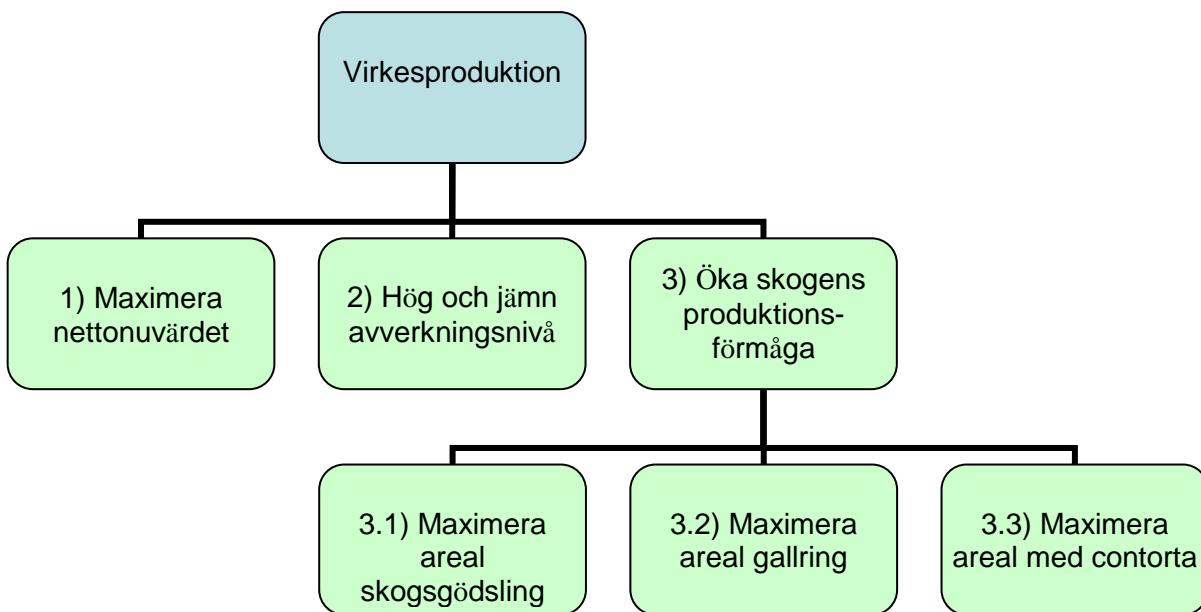 Virkesproduktion
1) Maximera
nettonuvärdet
2) Hög och jämn
avverkningsnivå
3) Öka skogens
produktions-
förmåga
3.1) Maximera
areal
skogsgödsling
3.2) Maximera
areal gallring
3.3) Maximera
areal med contorta